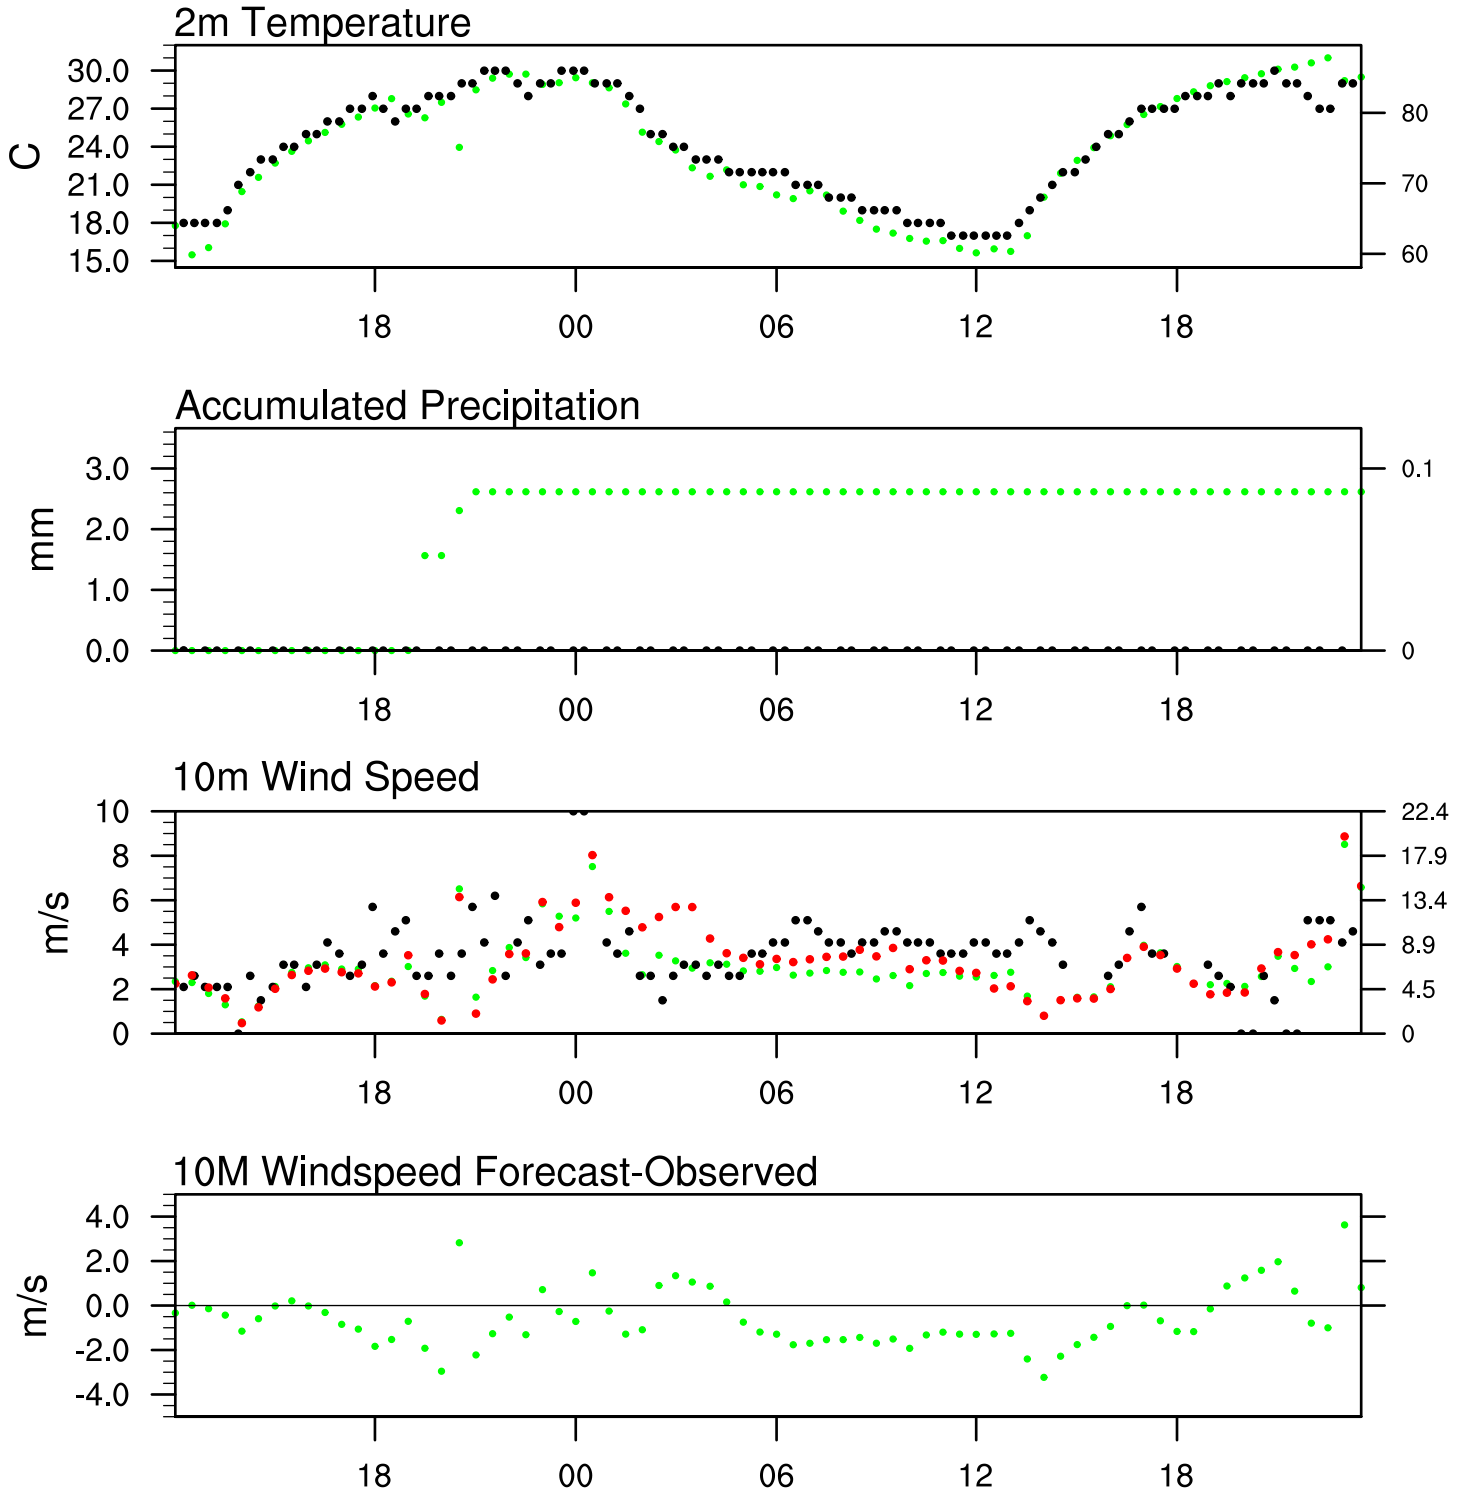 2m Temperature
30.0
27.0
24.0
21.0
18.0
15.0
C
80
70
60
18 00 06 12 18
Accumulated Precipitation
3.0
2.0
1.0
0.0
mm
0.1
0
18 00 06 12 18
10m Wind Speed
10
8
6
4
2
0
m/s
22.4
17.9
13.4
8.9
4.5
0
18 00 06 12 18
10M Windspeed Forecast-Observed
4.0
2.0
0.0
-2.0
-4.0
m/s
18 00 06 12 18